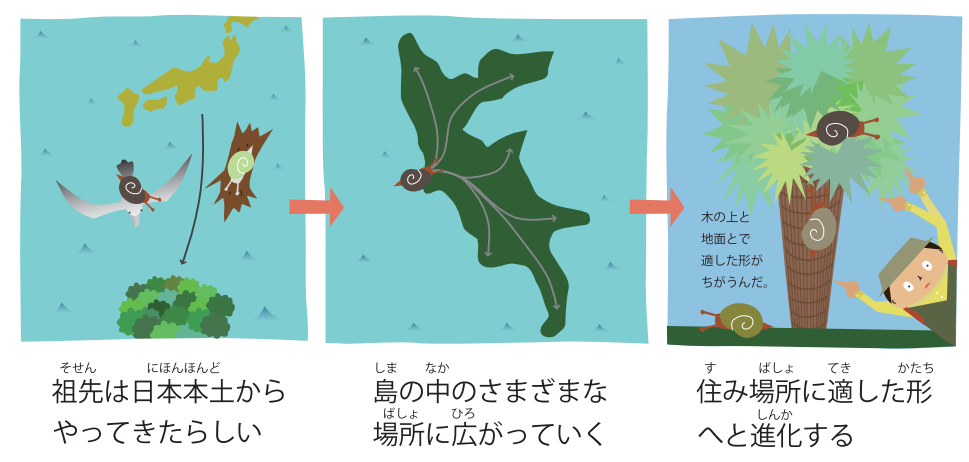 そせん にほんほんど
祖先は日本本土から
やってきたらしい
しま なか
島の中のさまざまな
ばしょ ひろ
場所に広がっていく
木の上と
地面とで
適した形が
ちがうんだ。
す ばしょ てき かたち
住み場所に適した形
しんか
へと進化する